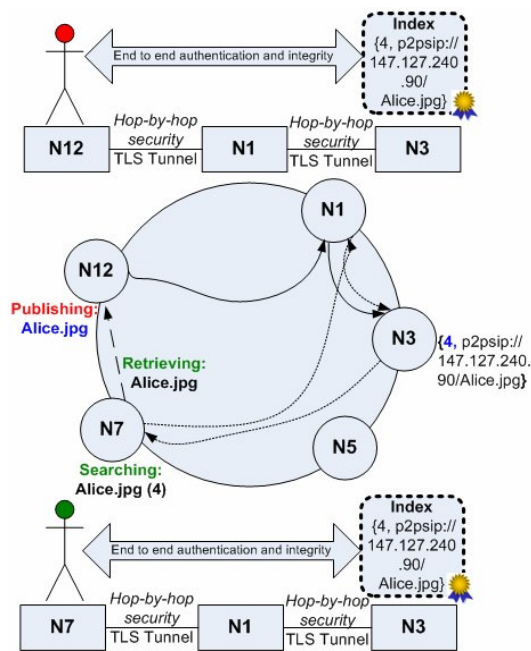 Index
{4, p2psip://
147.127.240
.90/
Alice.jpg}
End to end authentication and integrity
Hop-by-hop
security
TLS Tunnel
Hop-by-hop
security
TLS Tunnel
N12
N1
N3
N1
N12
Publishing:
Alice.jpg
N3
{4, p2psip://
147.127.240.
90/Alice.jpg}
Retrieving:
Alice.jpg
N7
N5
Searching:
Alice.jpg (4)
Index
{4, p2psip://
147.127.240
.90/
Alice.jpg}
End to end authentication and integrity
Hop-by-hop
security
TLS Tunnel
Hop-by-hop
security
TLS Tunnel
N7
N1
N3